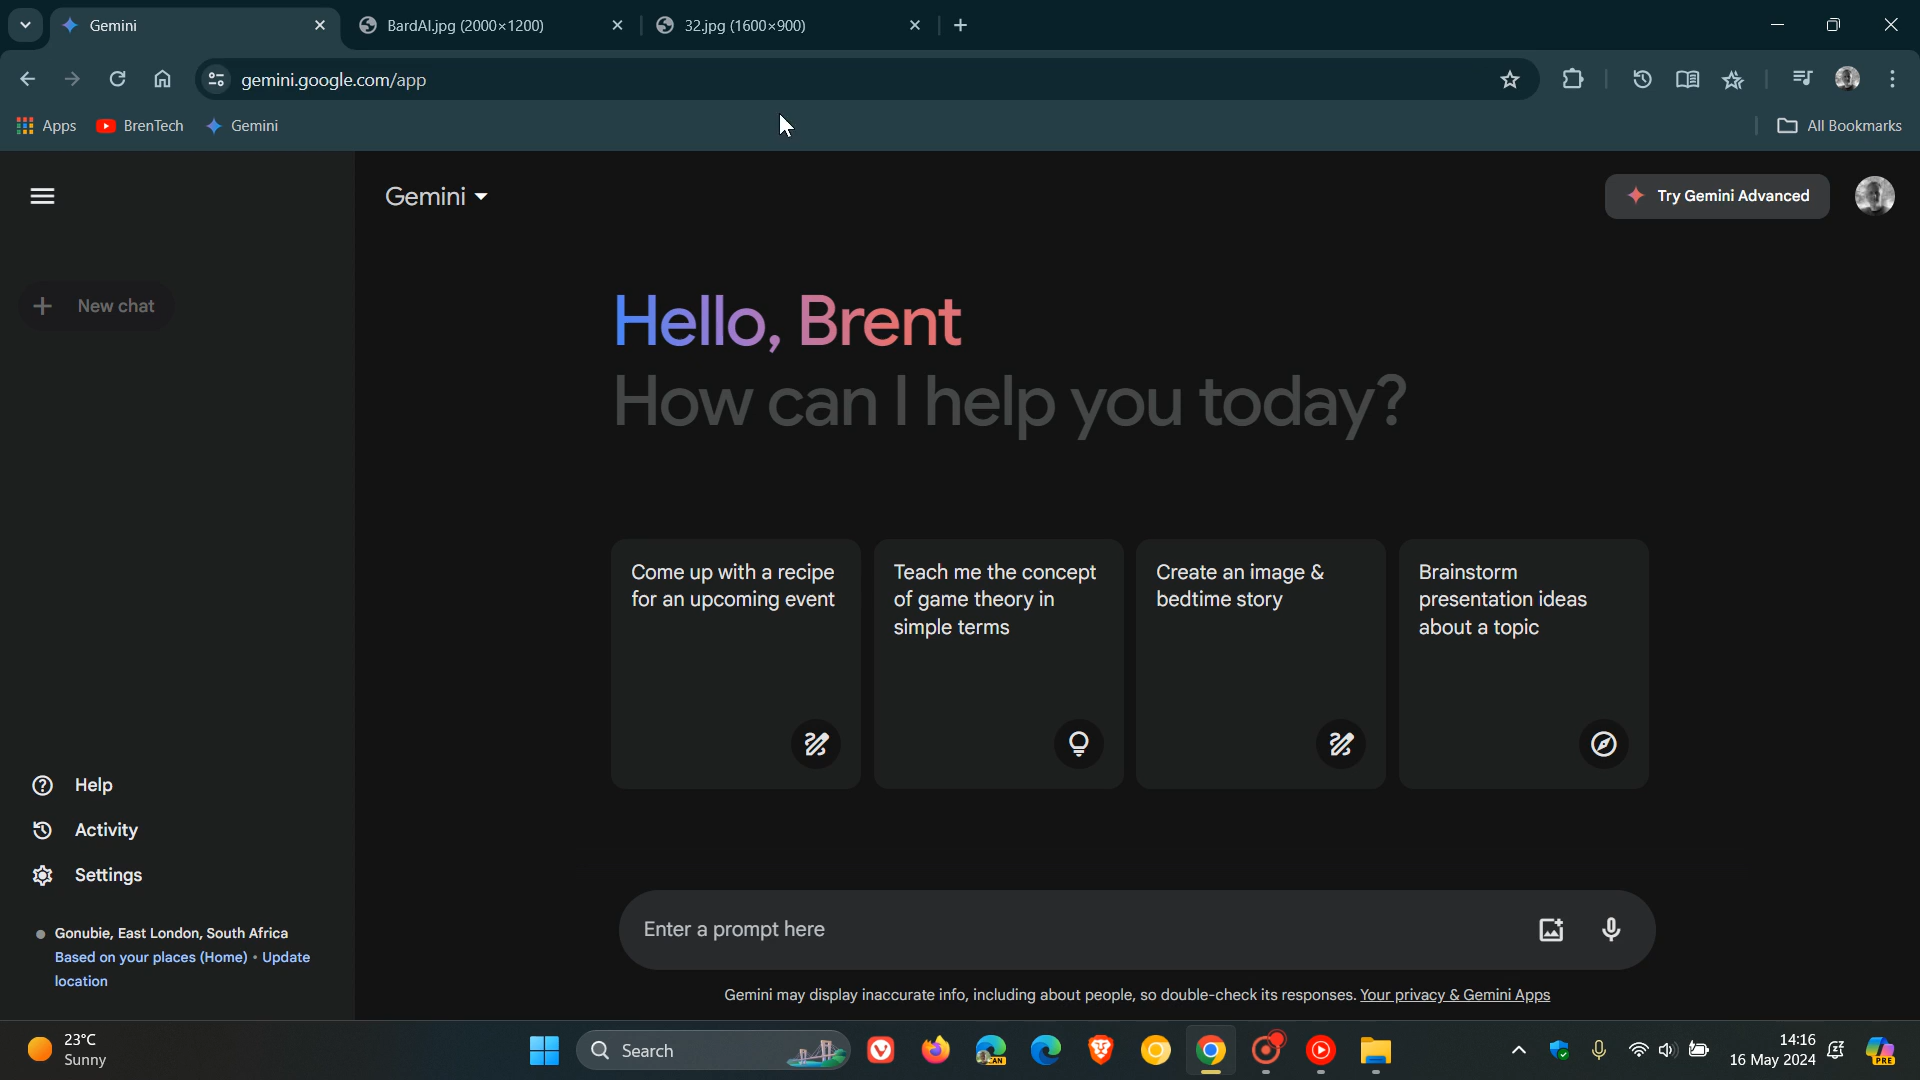 Gemini
BardAI.jpg (2000×1200)
32.jpg (1600×900)
gemini.google.com/app
Apps
BrenTech
Gemini
All Bookmarks
Gemini
Try Gemini Advanced
New chat
Hello, Brent
How can I help you today?
Come up with a recipe
for an upcoming event
Teach me the concept
of game theory in
simple terms
Create an image &
bedtime story
Brainstorm
presentation ideas
about a topic
Help
Activity
Settings
Gonubie, East London, South Africa
Based on your places (Home) • Update
location
Enter a prompt here
Gemini may display inaccurate info, including about people, so double-check its responses. Your privacy & Gemini Apps
23°C
Sunny
Search
CAN
14:16
16 May 2024
PRE